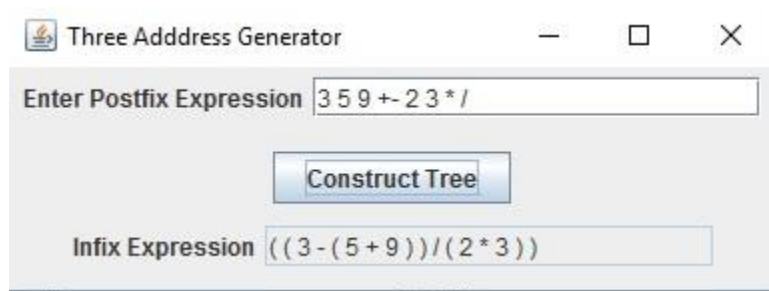 Three Adddress Generator
Enter Postfix Expression 3 5 9 +- 2 3 * /
Construct Tree
Infix Expression ( ( 3 - ( 5 + 9 ) ) / ( 2 * 3 ) )